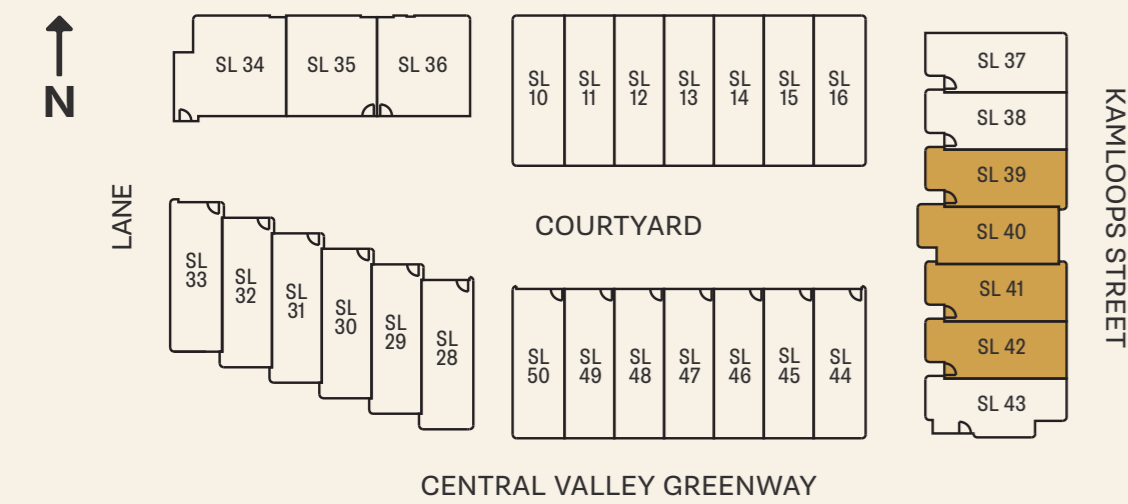 N
SL 34
SL 35
SL 36
SL
10
SL
11
SL
12
SL
13
SL
14
SL
15
SL
16
SL 37
SL 38
SL 39
SL 40
SL 41
SL 42
SL 43
KAMLOOPS STREET
LANE
COURTYARD
SL
33
SL
32
SL
31
SL
30
SL
29
SL
28
SL
50
SL
49
SL
48
SL
47
SL
46
SL
45
SL
44
CENTRAL VALLEY GREENWAY